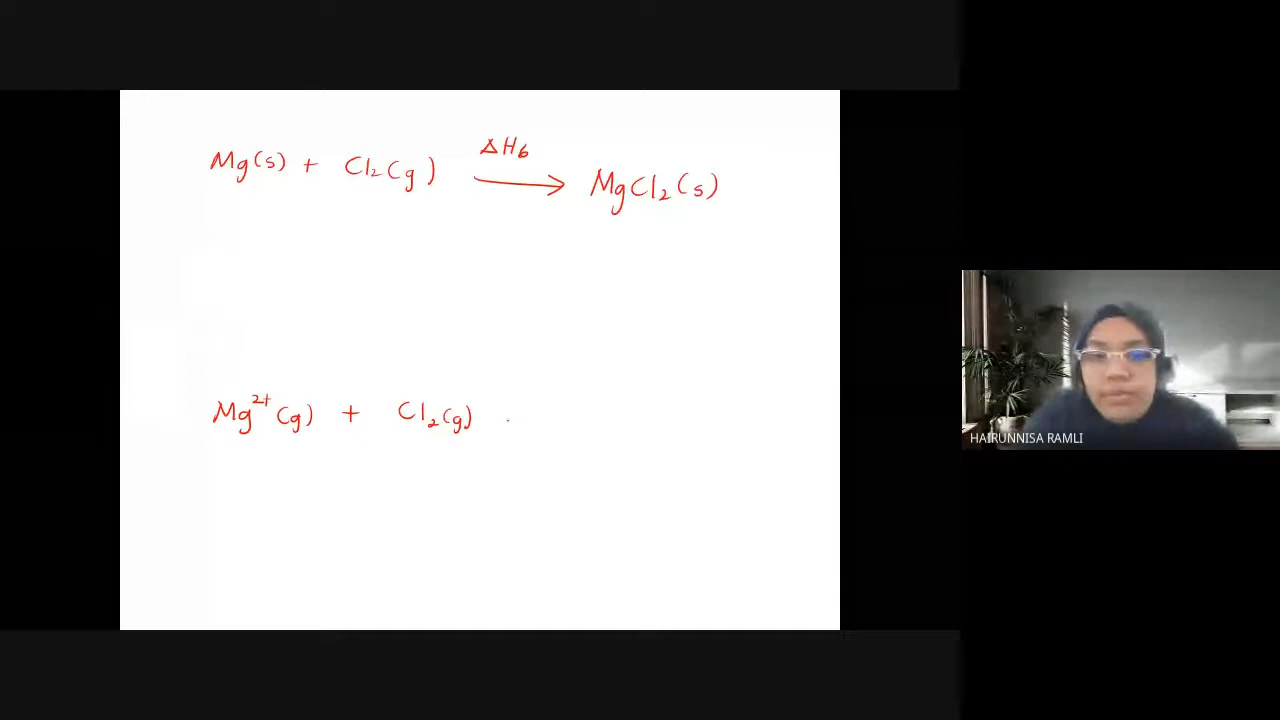 ΔH₆
Mg(s) + Cl₂(g) → MgCl₂(s)
Mg²⁺(g) + Cl₂(g)
HAIRUNNISA RAMLI